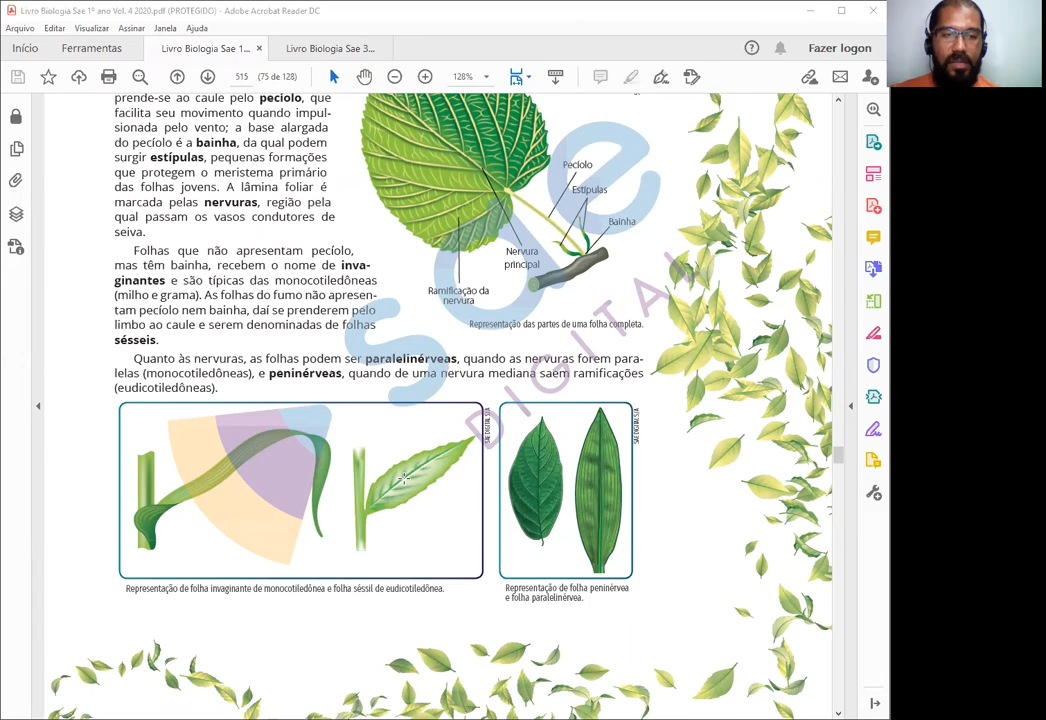 Livro Biologia Sae 1º ano Vol. 4 2020.pdf (PROTEGIDO) - Adobe Acrobat Reader DC
Arquivo Editar Visualizar Assinar Janela Ajuda
Início Ferramentas Livro Biologia Sae 1... × Livro Biologia Sae 3... Fazer logon
515 (75 de 128) 128%
prende-se ao caule pelo pecíolo, que
facilita seu movimento quando impul-
sionada pelo vento; a base alargada
do pecíolo é a bainha, da qual podem
surgir estípulas, pequenas formações
que protegem o meristema primário
das folhas jovens. A lâmina foliar é
marcada pelas nervuras, região pela
qual passam os vasos condutores de
seiva.
Pecíolo
Estípulas
Bainha
Nervura
principal
Ramificação da
nervura
Representação das partes de uma folha completa.
Folhas que não apresentam pecíolo,
mas têm bainha, recebem o nome de inva-
ginantes e são típicas das monocotiledôneas
(milho e grama). As folhas do fumo não apresen-
tam pecíolo nem bainha, daí se prenderem pelo
limbo ao caule e serem denominadas de folhas
sésseis.
Quanto às nervuras, as folhas podem ser paralelinérveas, quando as nervuras forem para-
lelas (monocotiledôneas), e peninérveas, quando de uma nervura mediana saem ramificações
(eudicotiledôneas).
sae
DIGITAL
SAE DIGITAL S/A
SAE DIGITAL S/A
Representação de folha invaginante de monocotiledônea e folha séssil de eudicotiledônea.
Representação de folha peninérvea
e folha paralelinérvea.